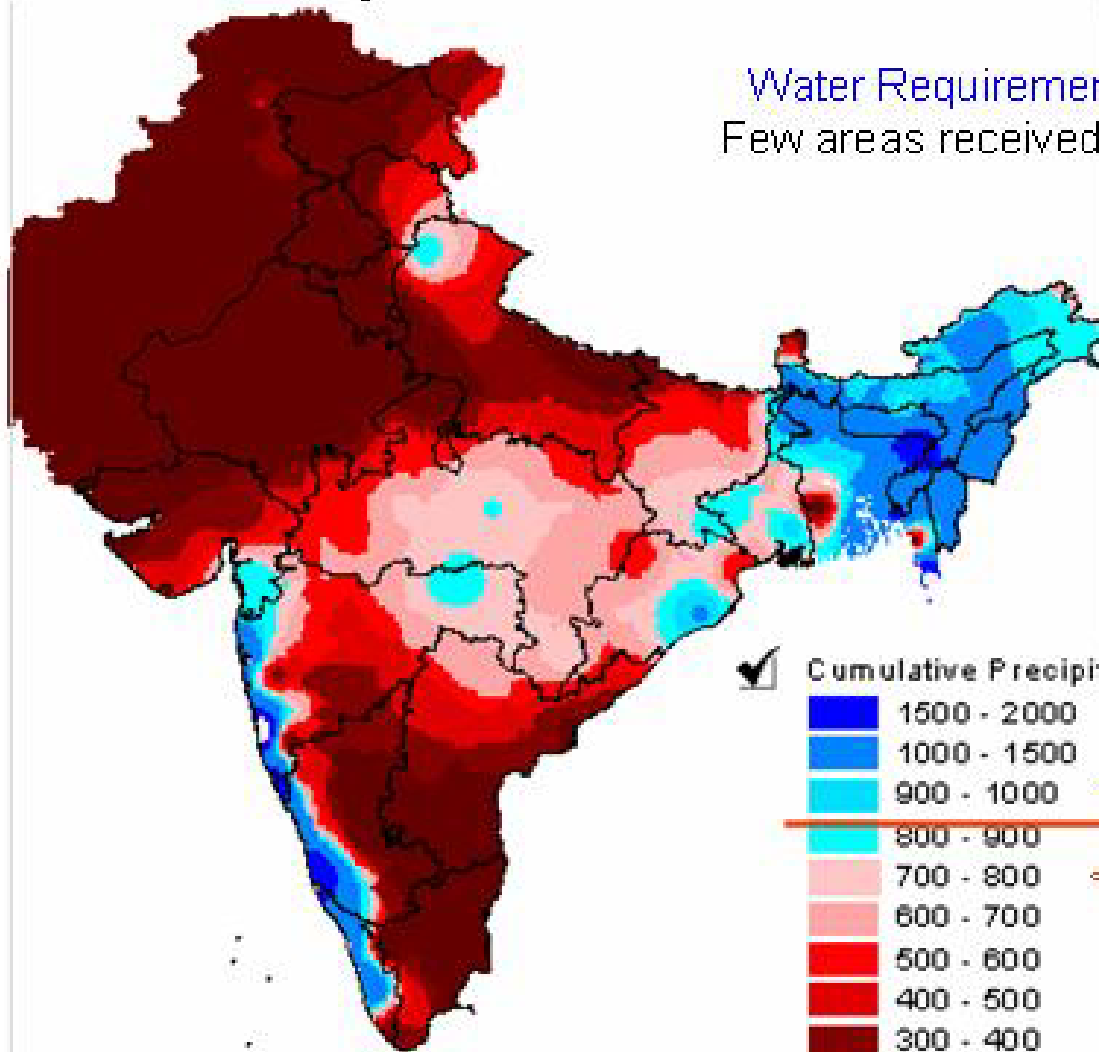 Water Requiremen
Few areas received
Cumulative Precipit
1500 - 2000
1000 - 1500
900 - 1000
800 - 900
700 - 800
600 - 700
500 - 600
400 - 500
300 - 400